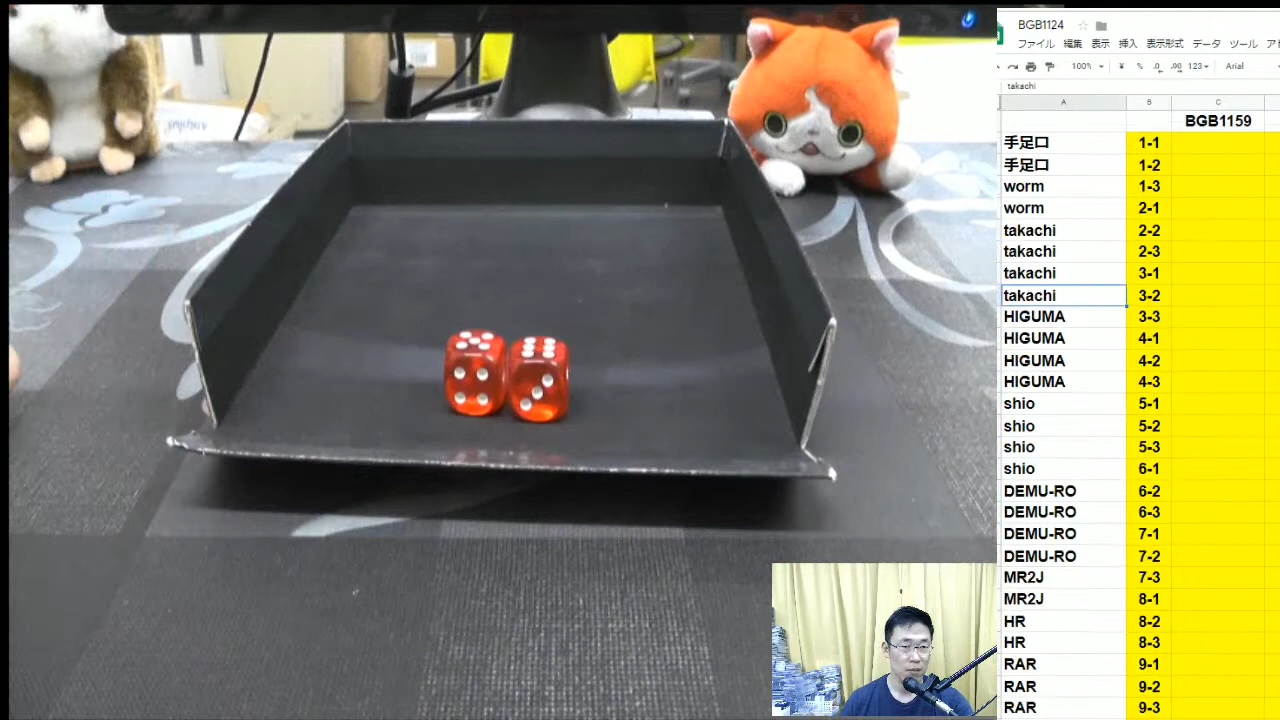 BGB1124
ファイル 編集 表示 挿入 表示形式 データ ツール
100% ¥ % .0 .00 123 Arial
takachi
A B C
BGB1159
手足口 1-1
手足口 1-2
worm 1-3
worm 2-1
takachi 2-2
takachi 2-3
takachi 3-1
takachi 3-2
HIGUMA 3-3
HIGUMA 4-1
HIGUMA 4-2
HIGUMA 4-3
shio 5-1
shio 5-2
shio 5-3
shio 6-1
DEMU-RO 6-2
DEMU-RO 6-3
DEMU-RO 7-1
DEMU-RO 7-2
MR2J 7-3
MR2J 8-1
HR 8-2
HR 8-3
RAR 9-1
RAR 9-2
RAR 9-3